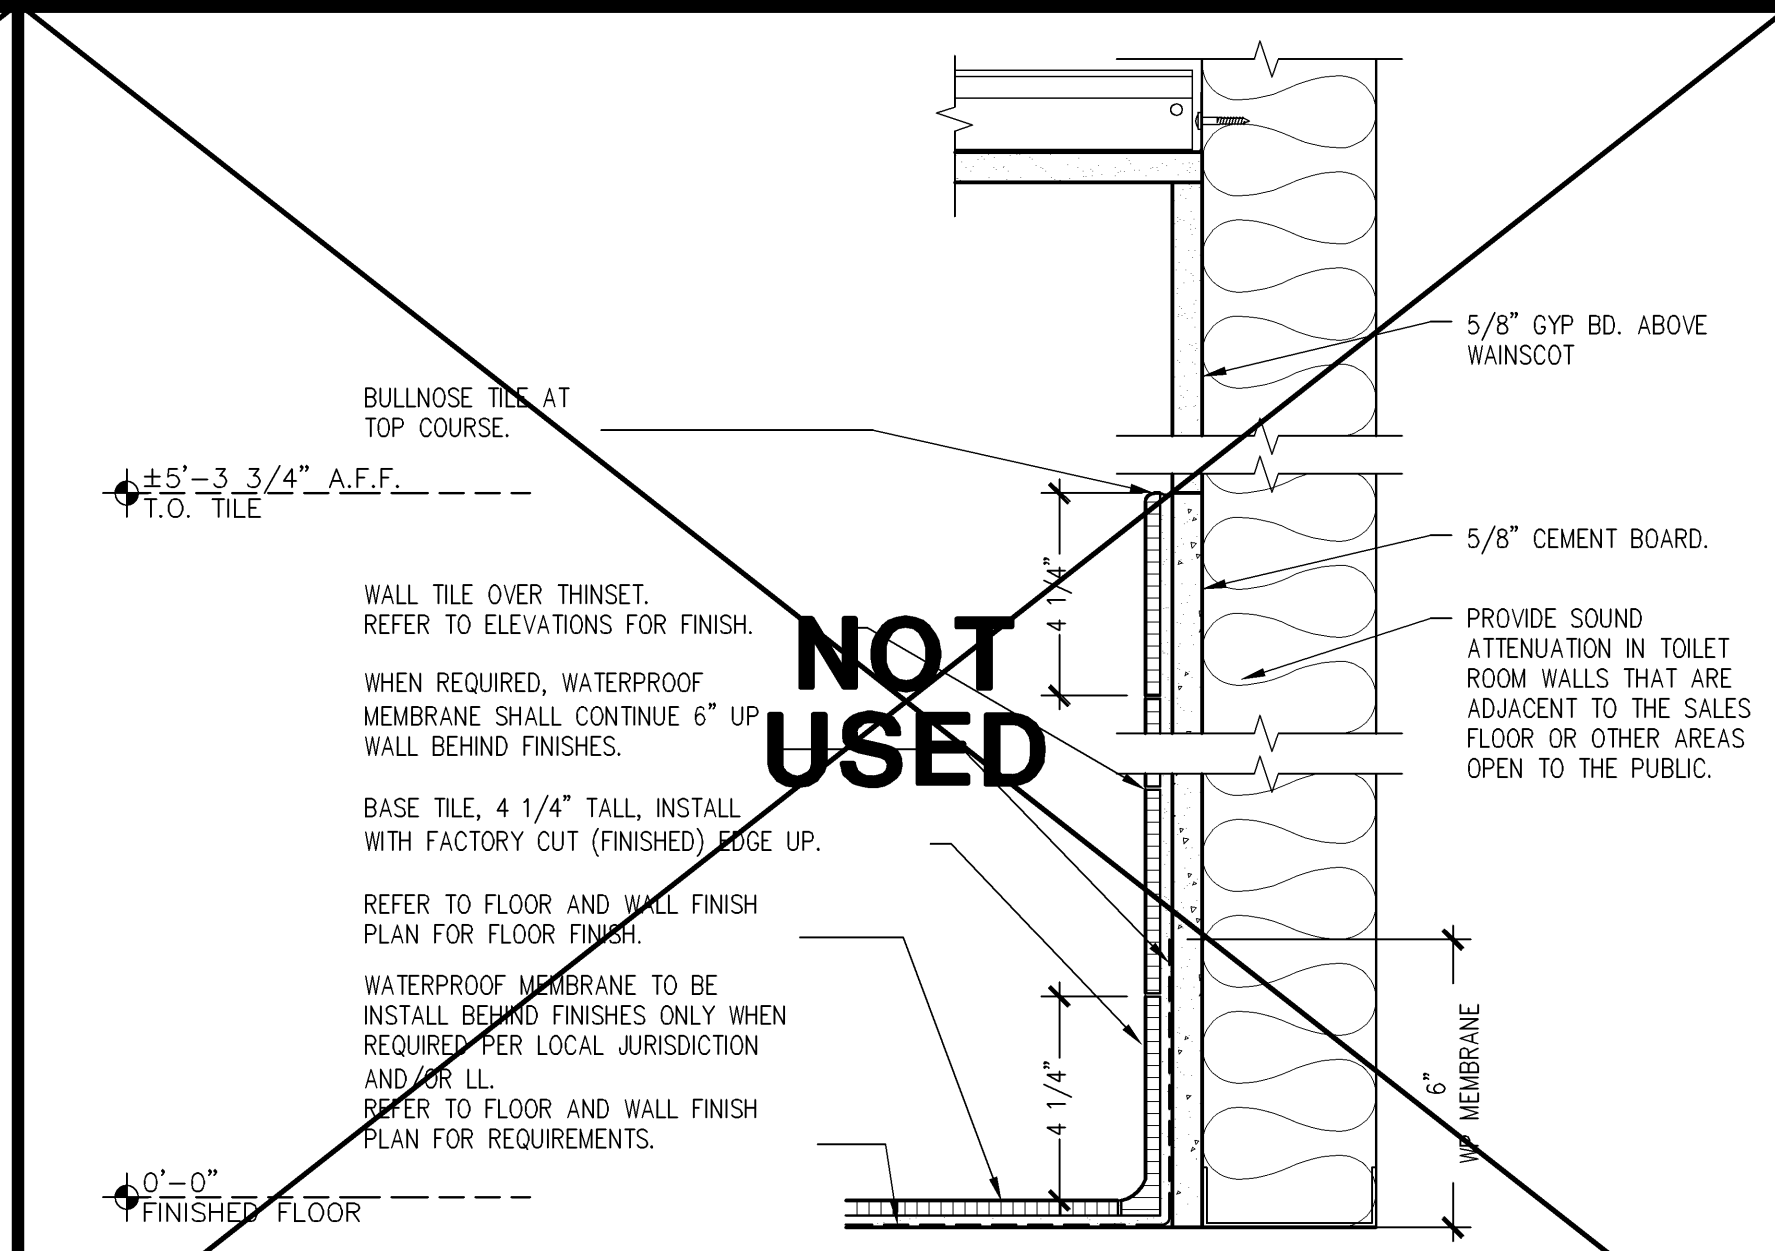 BULLNOSE TILE AT
TOP COURSE.
±5'-3 3/4" A.F.F.
T.O. TILE
WALL TILE OVER THINSET.
REFER TO ELEVATIONS FOR FINISH.
WHEN REQUIRED, WATERPROOF
MEMBRANE SHALL CONTINUE 6" UP
WALL BEHIND FINISHES.
BASE TILE, 4 1/4" TALL, INSTALL
WITH FACTORY CUT (FINISHED) EDGE UP.
REFER TO FLOOR AND WALL FINISH
PLAN FOR FLOOR FINISH.
WATERPROOF MEMBRANE TO BE
INSTALL BEHIND FINISHES ONLY WHEN
REQUIRED PER LOCAL JURISDICTION
AND/OR LL.
REFER TO FLOOR AND WALL FINISH
PLAN FOR REQUIREMENTS.
0'-0"
FINISHED FLOOR
NOT
USED
4 1/4"
4 1/4"
5/8" GYP BD. ABOVE
WAINSCOT
5/8" CEMENT BOARD.
PROVIDE SOUND
ATTENUATION IN TOILET
ROOM WALLS THAT ARE
ADJACENT TO THE SALES
FLOOR OR OTHER AREAS
OPEN TO THE PUBLIC.
6"
WP MEMBRANE